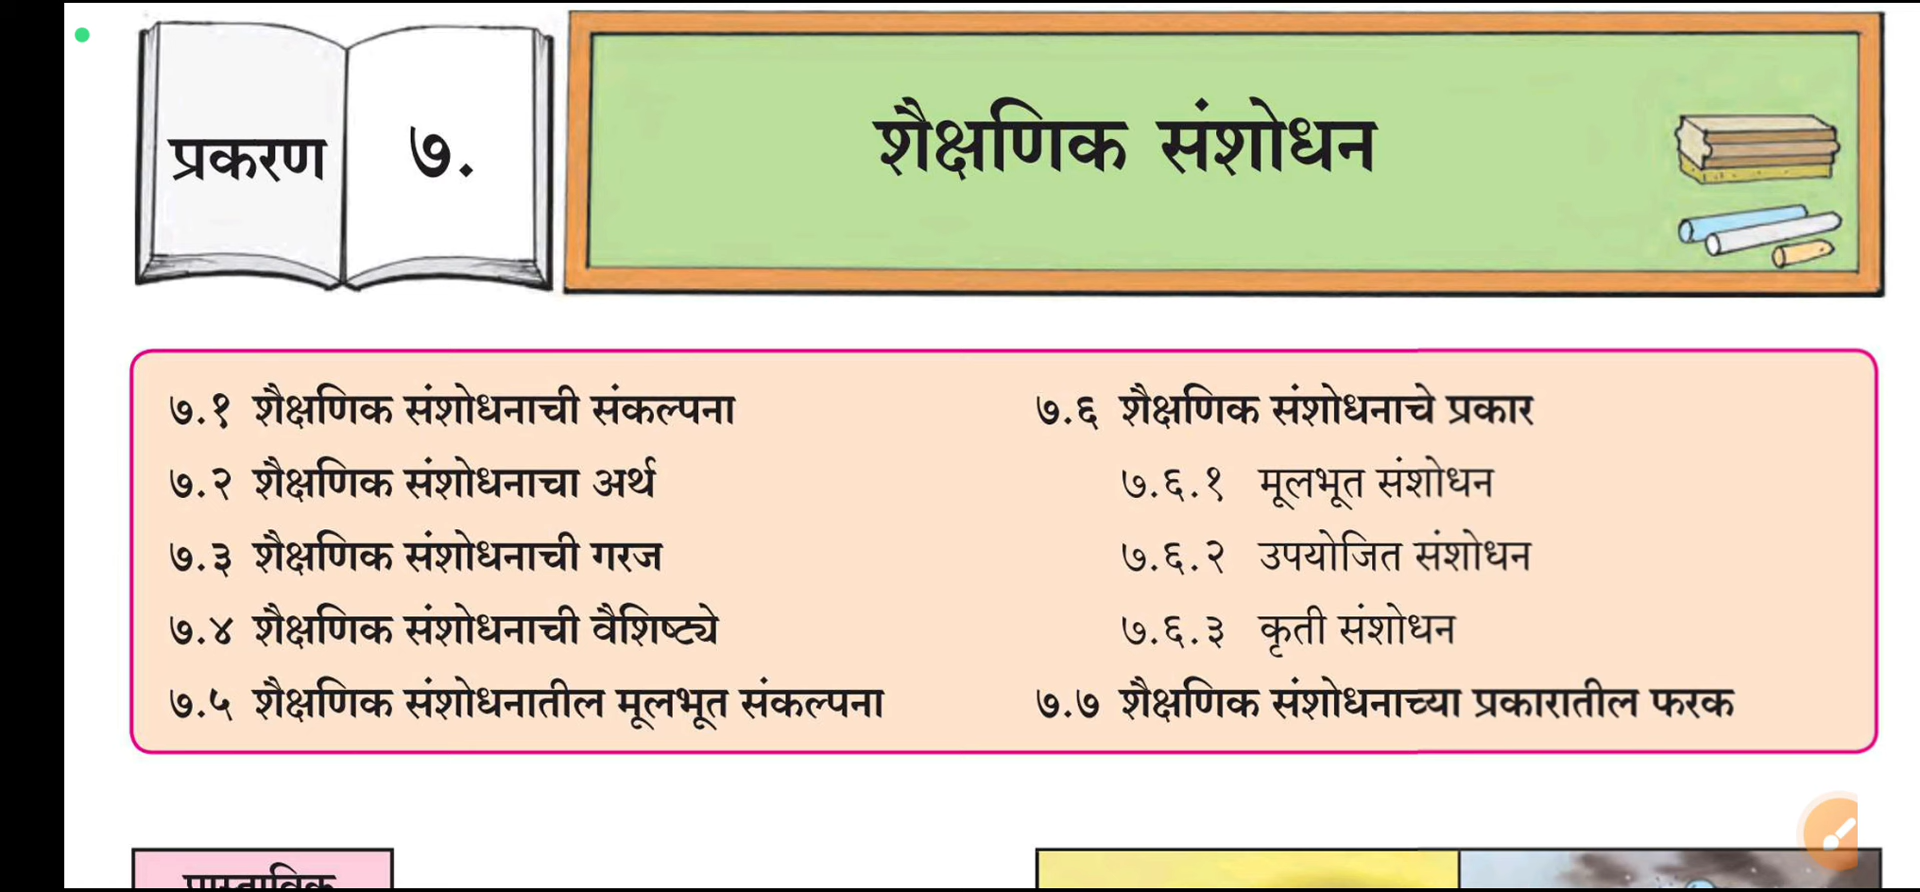 प्रकरण ७.
शैक्षणिक संशोधन
७.१ शैक्षणिक संशोधनाची संकल्पना
७.२ शैक्षणिक संशोधनाचा अर्थ
७.३ शैक्षणिक संशोधनाची गरज
७.४ शैक्षणिक संशोधनाची वैशिष्ट्ये
७.५ शैक्षणिक संशोधनातील मूलभूत संकल्पना
७.६ शैक्षणिक संशोधनाचे प्रकार
७.६.१ मूलभूत संशोधन
७.६.२ उपयोजित संशोधन
७.६.३ कृती संशोधन
७.७ शैक्षणिक संशोधनाच्या प्रकारातील फरक
प्रास्ताविक